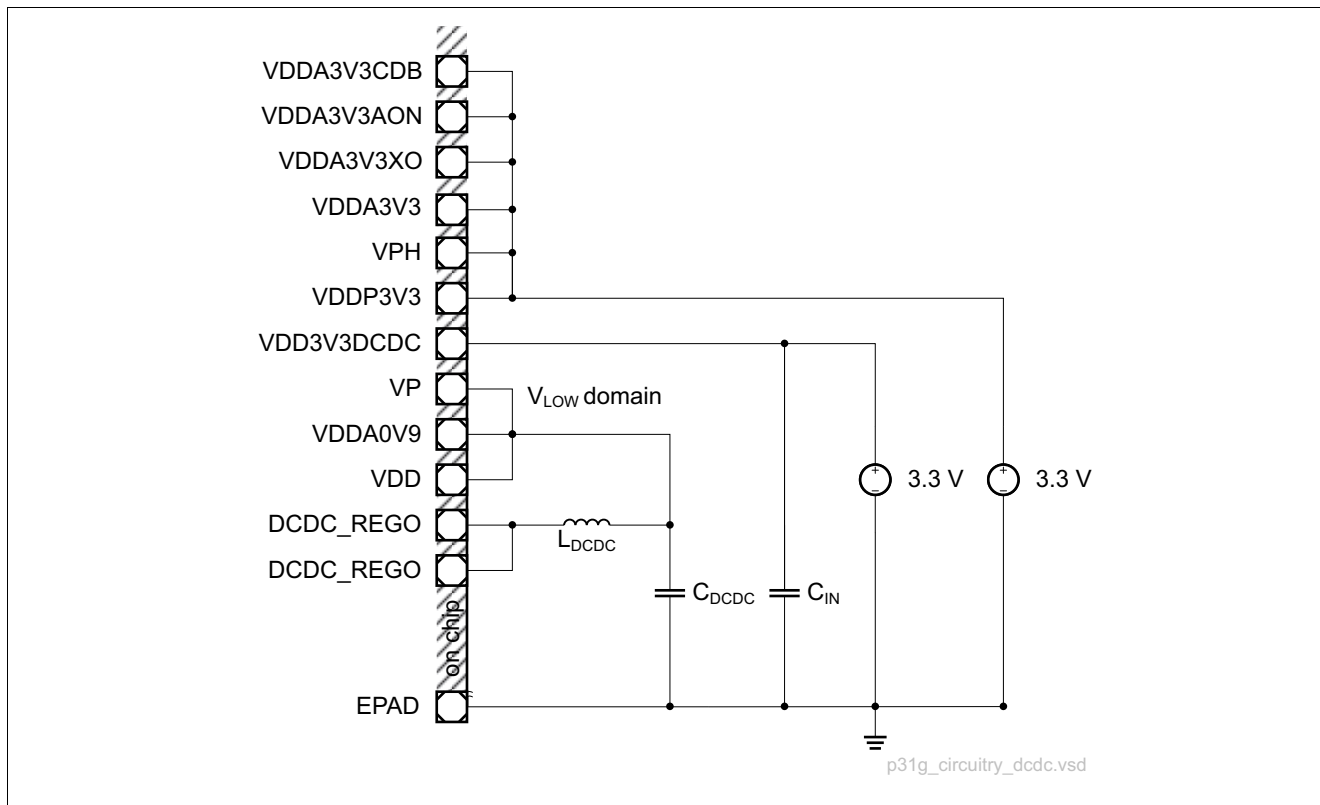 VDDA3V3CDB
VDDA3V3AON
VDDA3V3XO
VDDA3V3
VPH
VDDP3V3
VDD3V3DCDC
VP
VLOW domain
VDDA0V9
VDD
3.3 V
3.3 V
DCDC_REGO
LDCDC
DCDC_REGO
CDCDC
CIN
on chip
EPAD
p31g_circuitry_dcdc.vsd